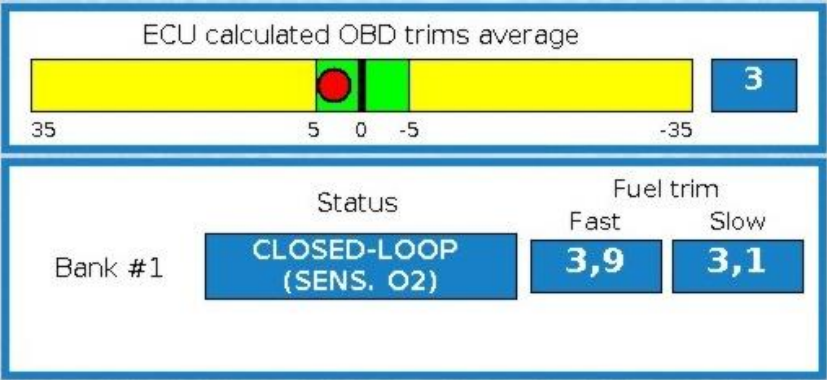 ECU calculated OBD trims average
3
35 5 0 -5 -35
Fuel trim
Status Fast Slow
Bank #1 CLOSED-LOOP (SENS. O2) 3,9 3,1